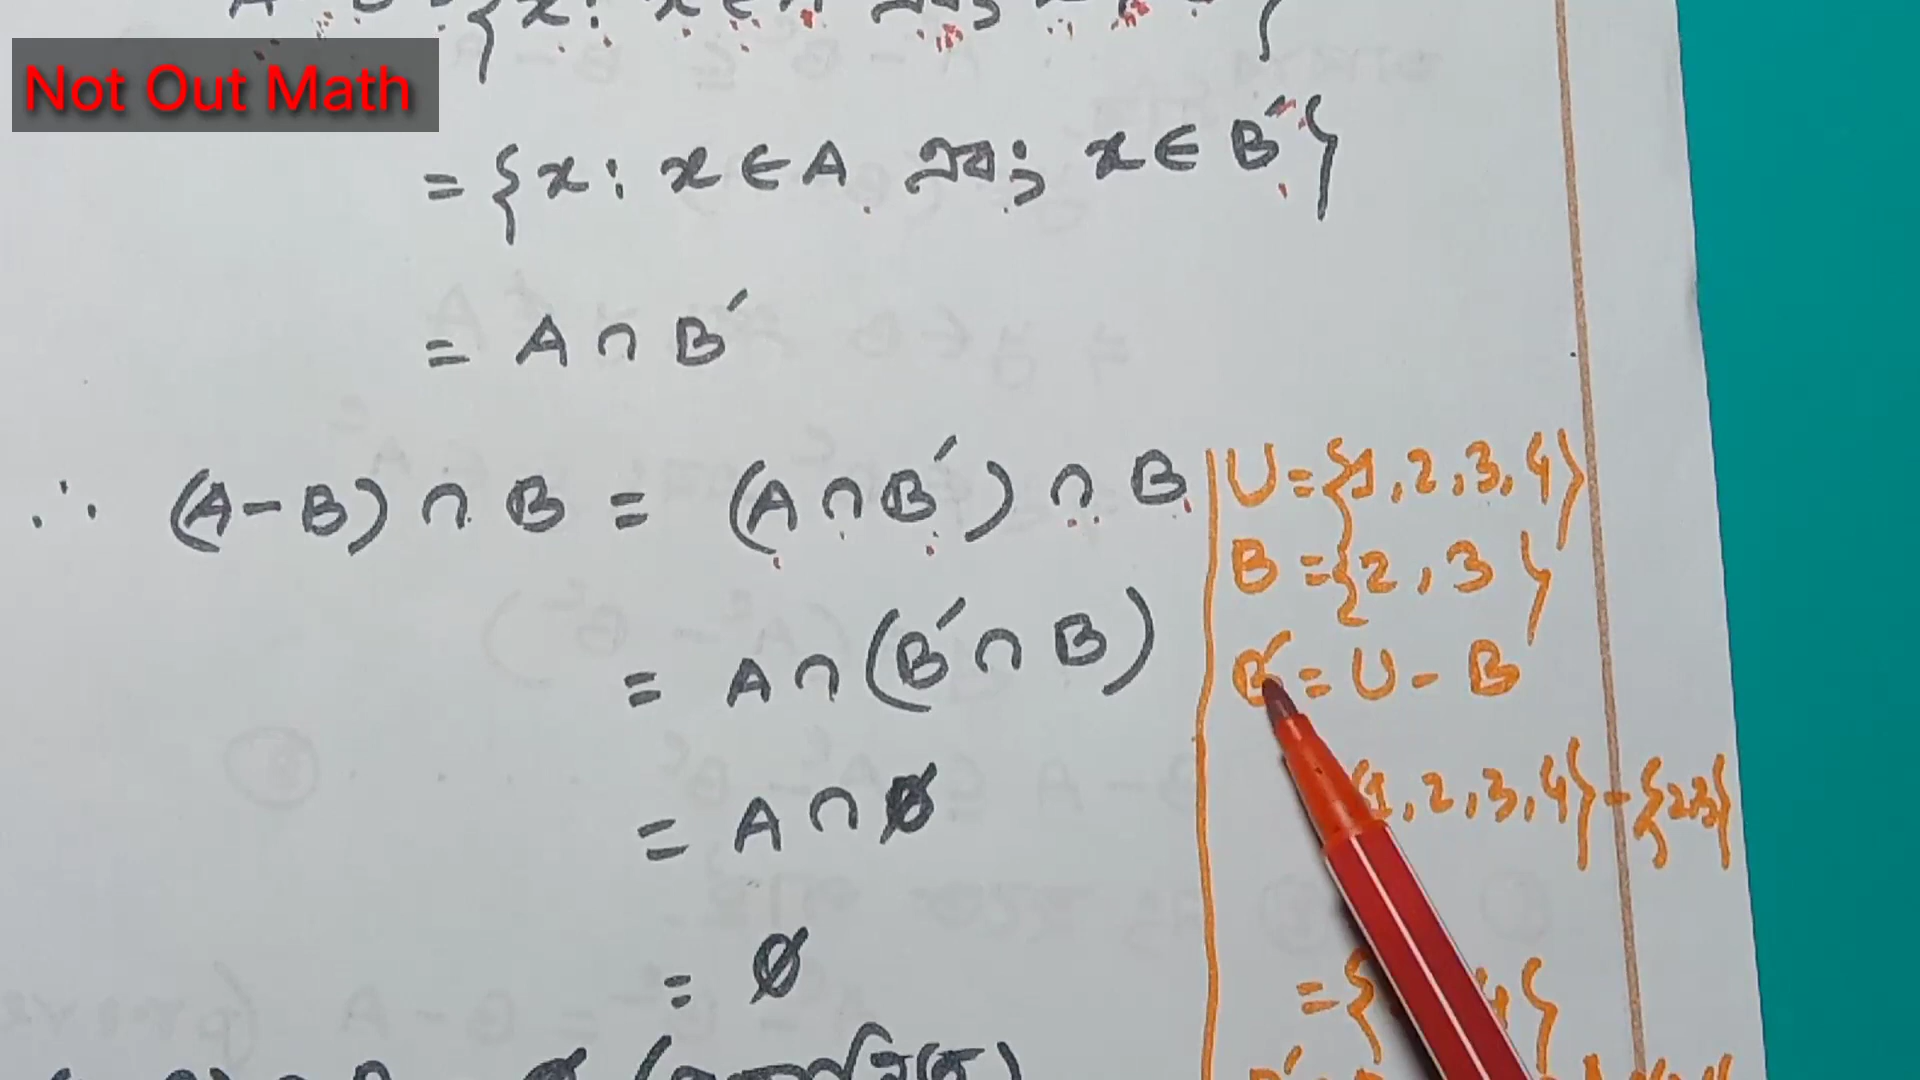 Not Out Math
= {x : x ∈ A এবং x ∈ B′}
= A ∩ B′
∴ (A - B) ∩ B = (A ∩ B′) ∩ B
= A ∩ (B′ ∩ B)
= A ∩ ∅
= ∅
U = {1, 2, 3, 4}
B = {2, 3}
B′ = U - B
1, 2, 3, 4} - {2,3}
= {